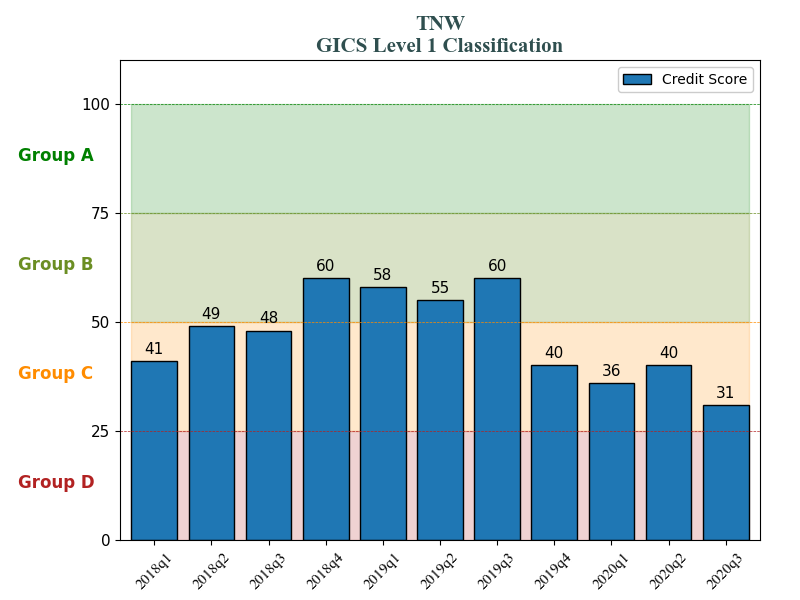 TNW
GICS Level 1 Classification
Credit Score
100
Group A
75
Group B
60
58
55
60
50
49
48
41
40
36
40
31
Group C
25
Group D
0
2018q1
2018q2
2018q3
2018q4
2019q1
2019q2
2019q3
2019q4
2020q1
2020q2
2020q3